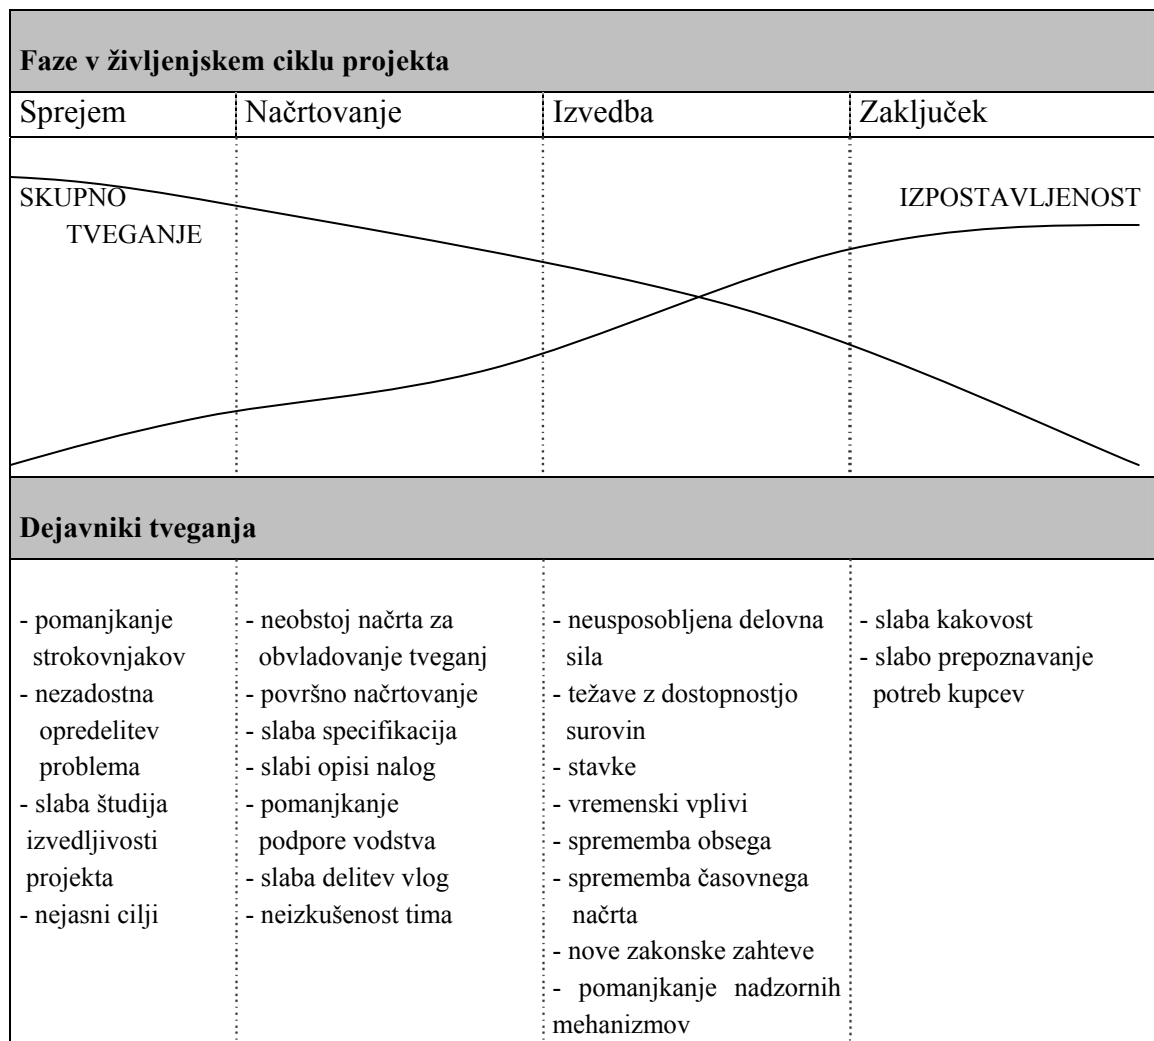 Faze v življenjskem ciklu projekta
Sprejem
Načrtovanje
Izvedba
Zaključek
SKUPNO
TVEGANJE
IZPOSTAVLJENOST
Dejavniki tveganja
- pomanjkanje
strokovnjakov
- nezadostna
opredelitev
problema
- slaba študija
izvedljivosti
projekta
- nejasni cilji
- neobstoj načrta za
obvladovanje tveganj
- površno načrtovanje
- slaba specifikacija
- slabi opisi nalog
- pomanjkanje
podpore vodstva
- slaba delitev vlog
- neizkušenost tima
- neusposobljena delovna
sila
- težave z dostopnostjo
surovin
- stavke
- vremenski vplivi
- sprememba obsega
- sprememba časovnega
načrta
- nove zakonske zahteve
- pomanjkanje nadzornih
mehanizmov
- slaba kakovost
- slabo prepoznavanje
potreb kupcev